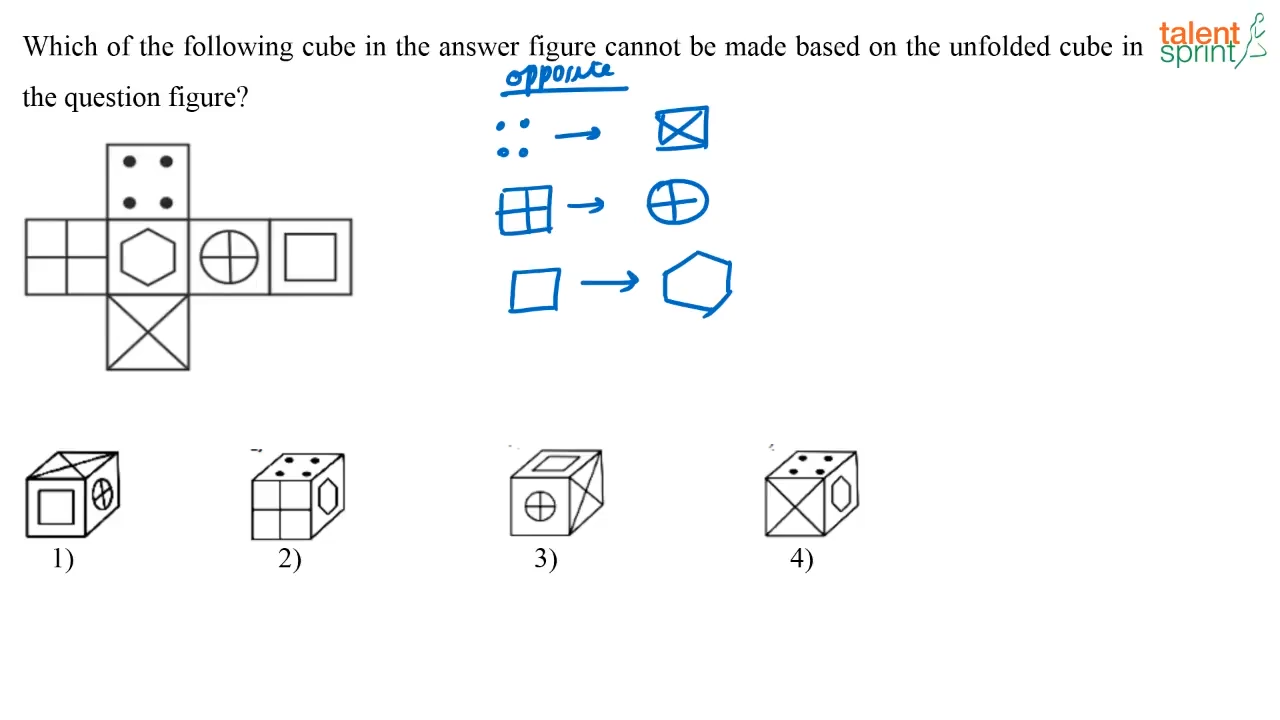 Which of the following cube in the answer figure cannot be made based on the unfolded cube in
the question figure?
talent
sprint
opposite
1)
2)
3)
4)